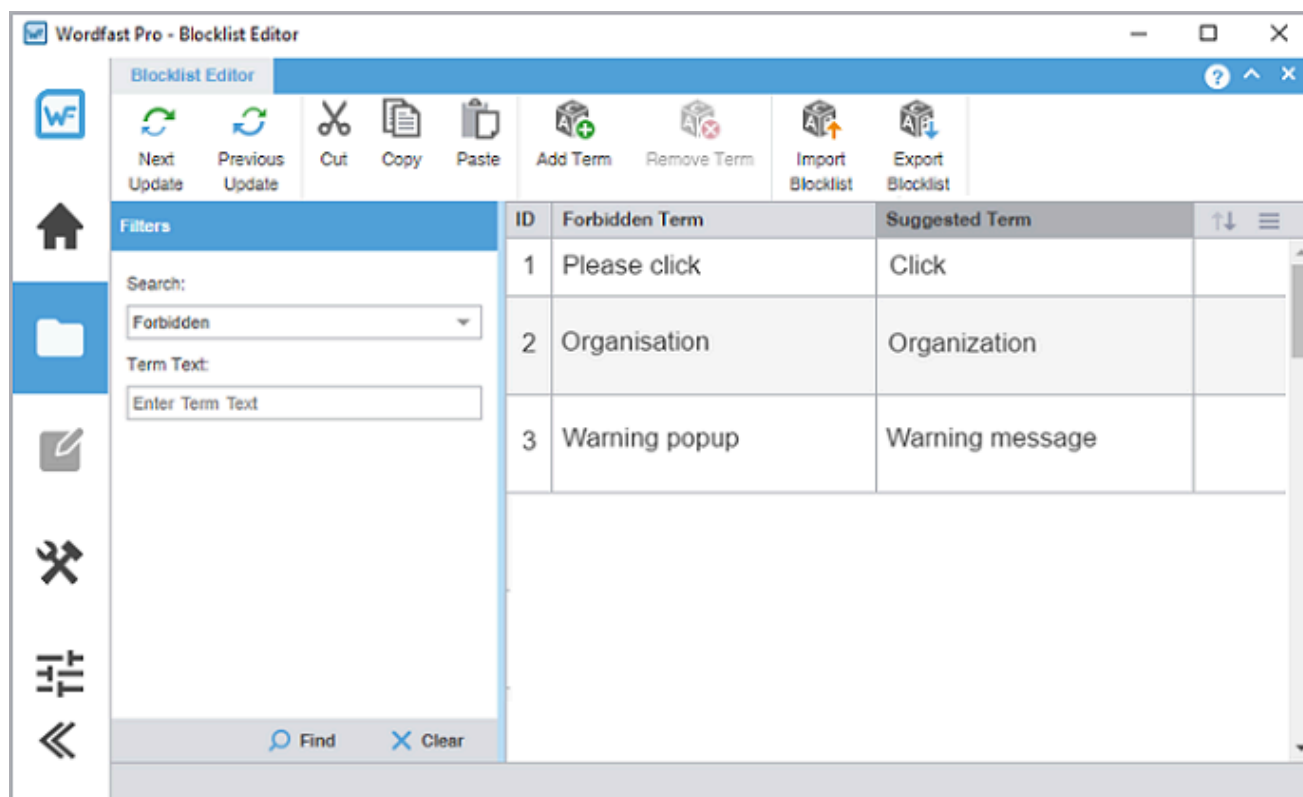 Wordfast Pro - Blocklist Editor
Blocklist Editor
WF
Next Update
Previous Update
Cut
Copy
Paste
Add Term
Remove Term
Import Blocklist
Export Blocklist
Filters
Search:
Forbidden
Term Text:
Enter Term Text
Find
Clear
ID Forbidden Term Suggested Term
1 Please click Click
2 Organisation Organization
3 Warning popup Warning message